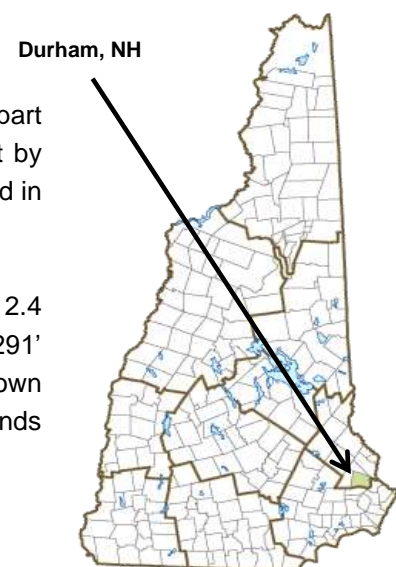 Durham, NH
part
t by
d in
2.4
291’
own
nds